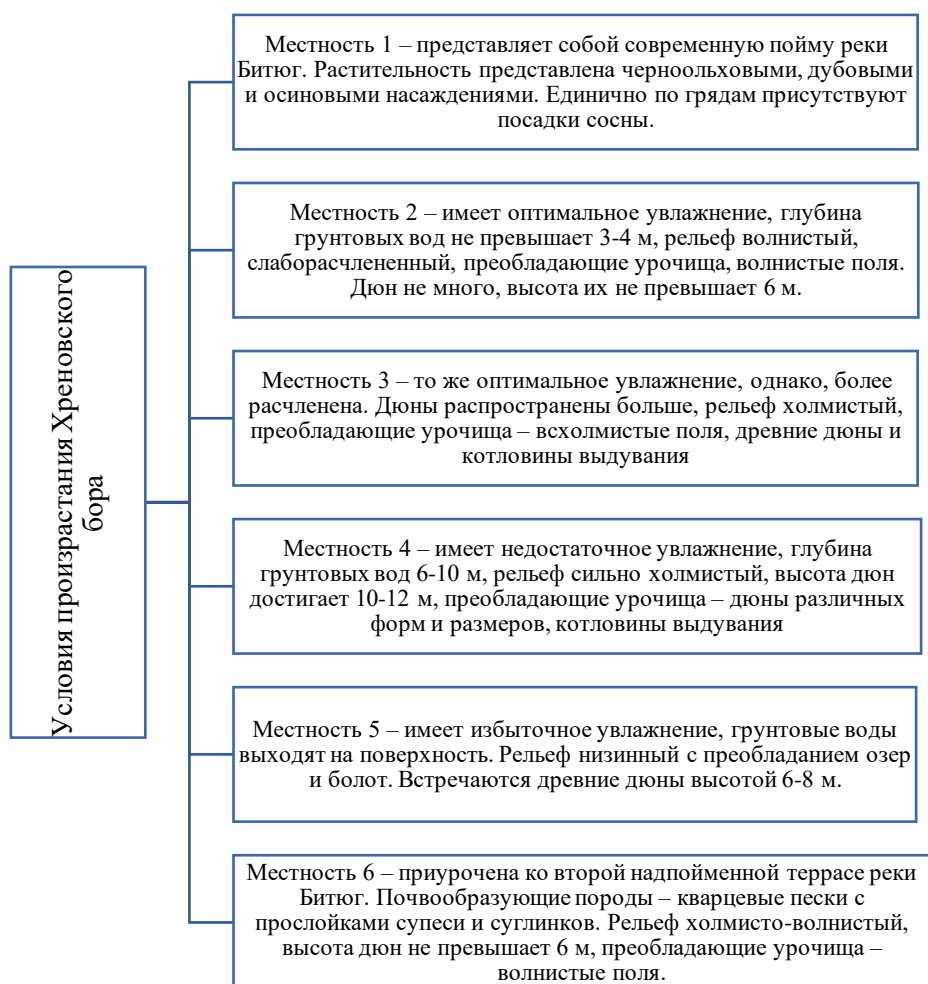 Условия произрастания Хреновского
бора
Местность 1 – представляет собой современную пойму реки
Битюг. Растительность представлена черноольховыми, дубовыми
и осиновыми насаждениями. Единично по грядам присутствуют
посадки сосны.
Местность 2 – имеет оптимальное увлажнение, глубина
грунтовых вод не превышает 3-4 м, рельеф волнистый,
слаборасчлененный, преобладающие урочища, волнистые поля.
Дюн не много, высота их не превышает 6 м.
Местность 3 – то же оптимальное увлажнение, однако, более
расчленена. Дюны распространены больше, рельеф холмистый,
преобладающие урочища – всхолмистые поля, древние дюны и
котловины выдувания
Местность 4 – имеет недостаточное увлажнение, глубина
грунтовых вод 6-10 м, рельеф сильно холмистый, высота дюн
достигает 10-12 м, преобладающие урочища – дюны различных
форм и размеров, котловины выдувания
Местность 5 – имеет избыточное увлажнение, грунтовые воды
выходят на поверхность. Рельеф низинный с преобладанием озер
и болот. Встречаются древние дюны высотой 6-8 м.
Местность 6 – приурочена ко второй надпойменной террасе реки
Битюг. Почвообразующие породы – кварцевые пески с
прослойками супеси и суглинков. Рельеф холмисто-волнистый,
высота дюн не превышает 6 м, преобладающие урочища –
волнистые поля.